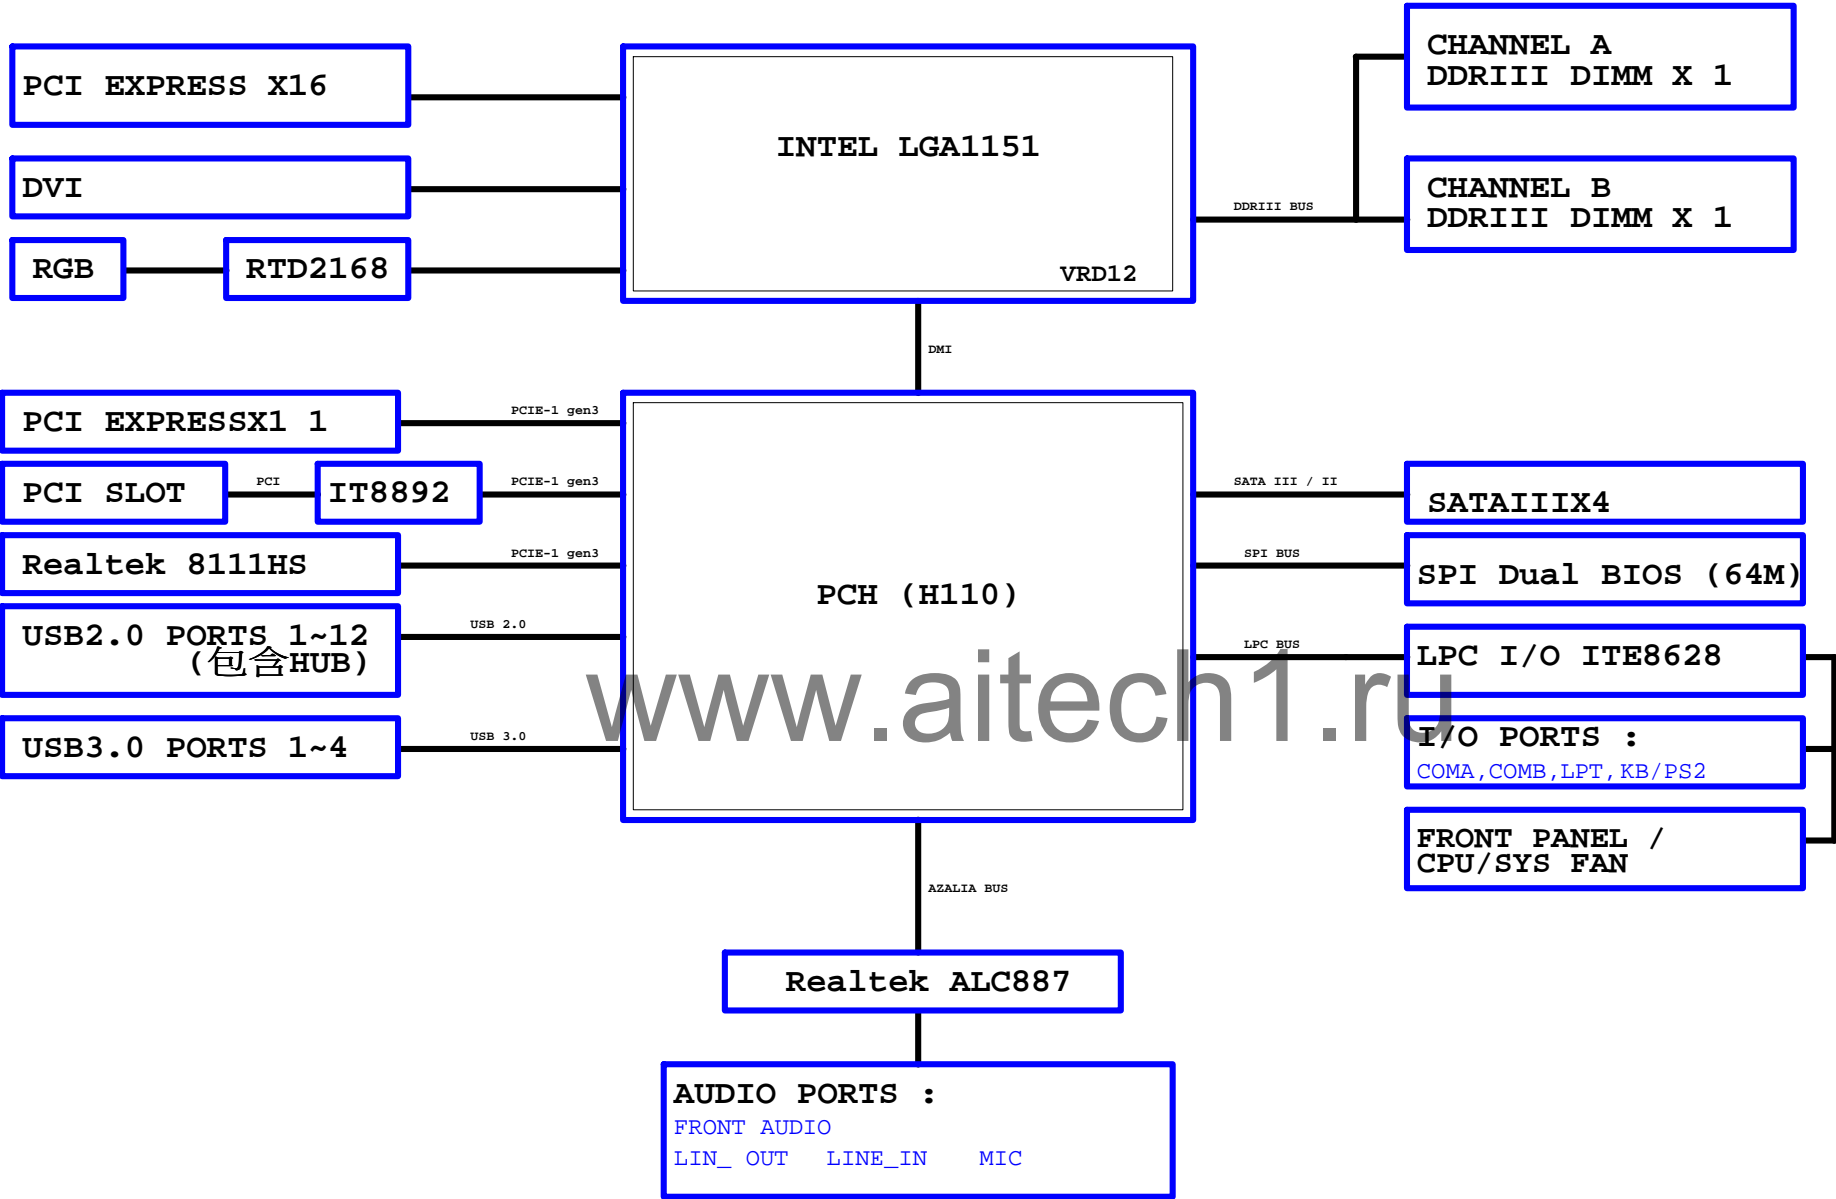 PCI EXPRESS X16
DVI
RGB
RTD2168
INTEL LGA1151
VRD12
DDRIII BUS
CHANNEL A
DDRIII DIMM X 1
CHANNEL B
DDRIII DIMM X 1
DMI
PCI EXPRESSX1 1
PCIE-1 gen3
PCI SLOT
PCI
IT8892
PCIE-1 gen3
Realtek 8111HS
PCIE-1 gen3
USB2.0 PORTS 1~12
(包含HUB)
USB 2.0
USB3.0 PORTS 1~4
USB 3.0
PCH (H110)
SATA III / II
SATAIIIX4
SPI BUS
SPI Dual BIOS (64M)
LPC BUS
LPC I/O ITE8628
I/O PORTS :
COMA,COMB,LPT,KB/PS2
FRONT PANEL /
CPU/SYS FAN
www.aitech1.ru
AZALIA BUS
Realtek ALC887
AUDIO PORTS :
FRONT AUDIO
LIN_ OUT LINE_IN MIC